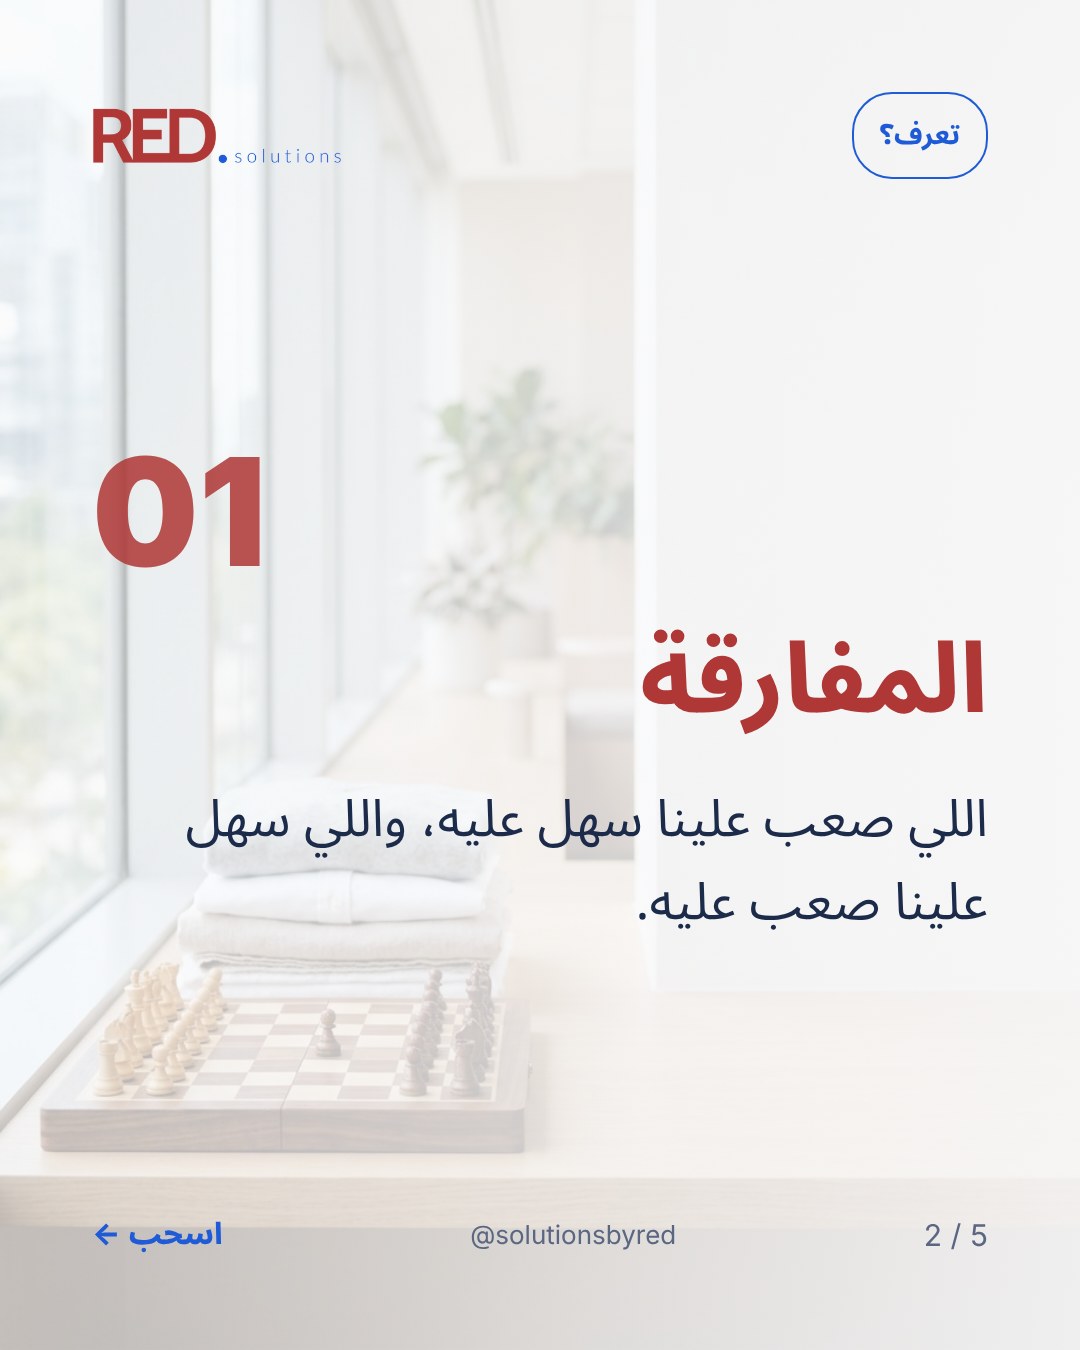 RED.solutions
تعرف؟
01
المفارقة
اللي صعب علينا سهل عليه، واللي سهل
علينا صعب عليه.
اسحب ←
@solutionsbyred
2 / 5